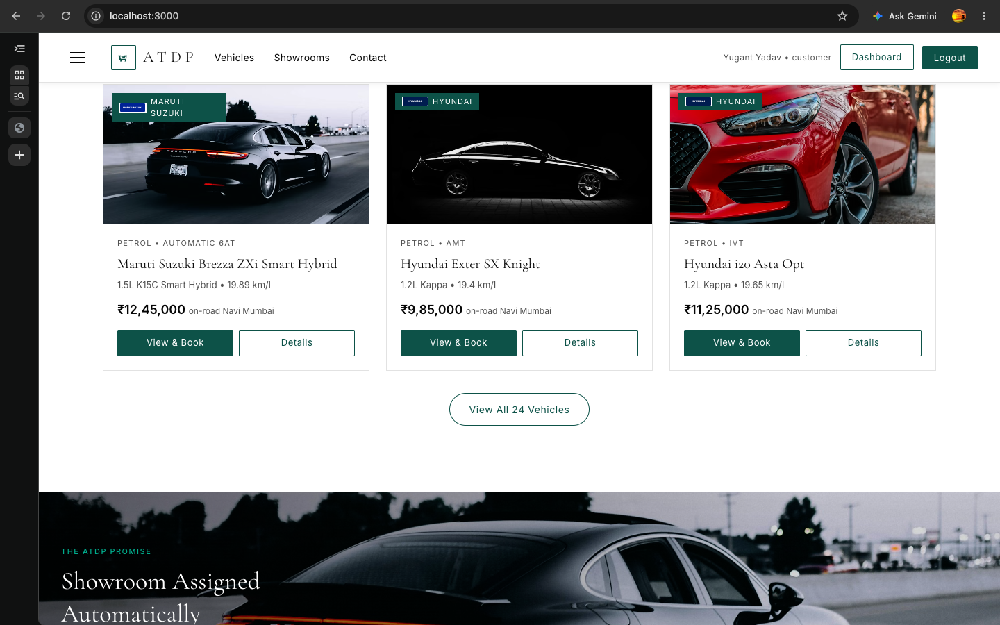 localhost:3000
Ask Gemini
ATDP
Vehicles
Showrooms
Contact
Yugant Yadav • customer
Dashboard
Logout
MARUTI SUZUKI
MARUTI
SUZUKI
PORSCHE
HYUNDAI
HYUNDAI
HYUNDAI
HYUNDAI
PETROL • AUTOMATIC 6AT
Maruti Suzuki Brezza ZXi Smart Hybrid
1.5L K15C Smart Hybrid • 19.89 km/l
₹12,45,000 on-road Navi Mumbai
View & Book
Details
PETROL • AMT
Hyundai Exter SX Knight
1.2L Kappa • 19.4 km/l
₹9,85,000 on-road Navi Mumbai
View & Book
Details
PETROL • IVT
Hyundai i20 Asta Opt
1.2L Kappa • 19.65 km/l
₹11,25,000 on-road Navi Mumbai
View & Book
Details
View All 24 Vehicles
THE ATDP PROMISE
Showroom Assigned
Automatically